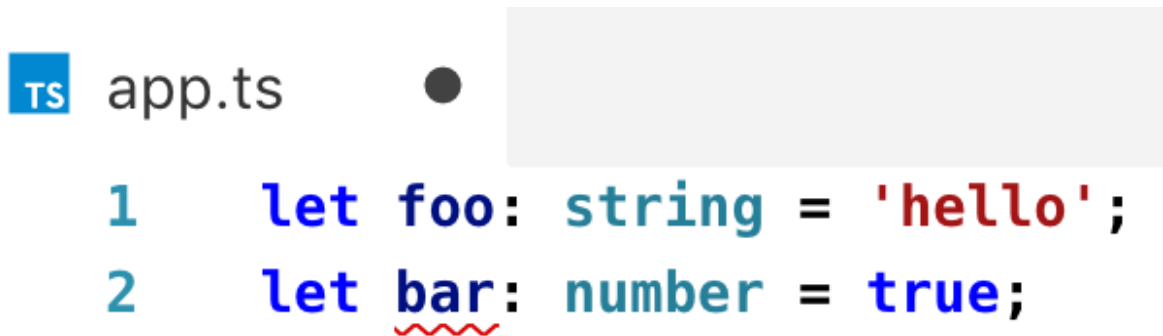 TS app.ts
1 let foo: string = 'hello';
2 let bar: number = true;